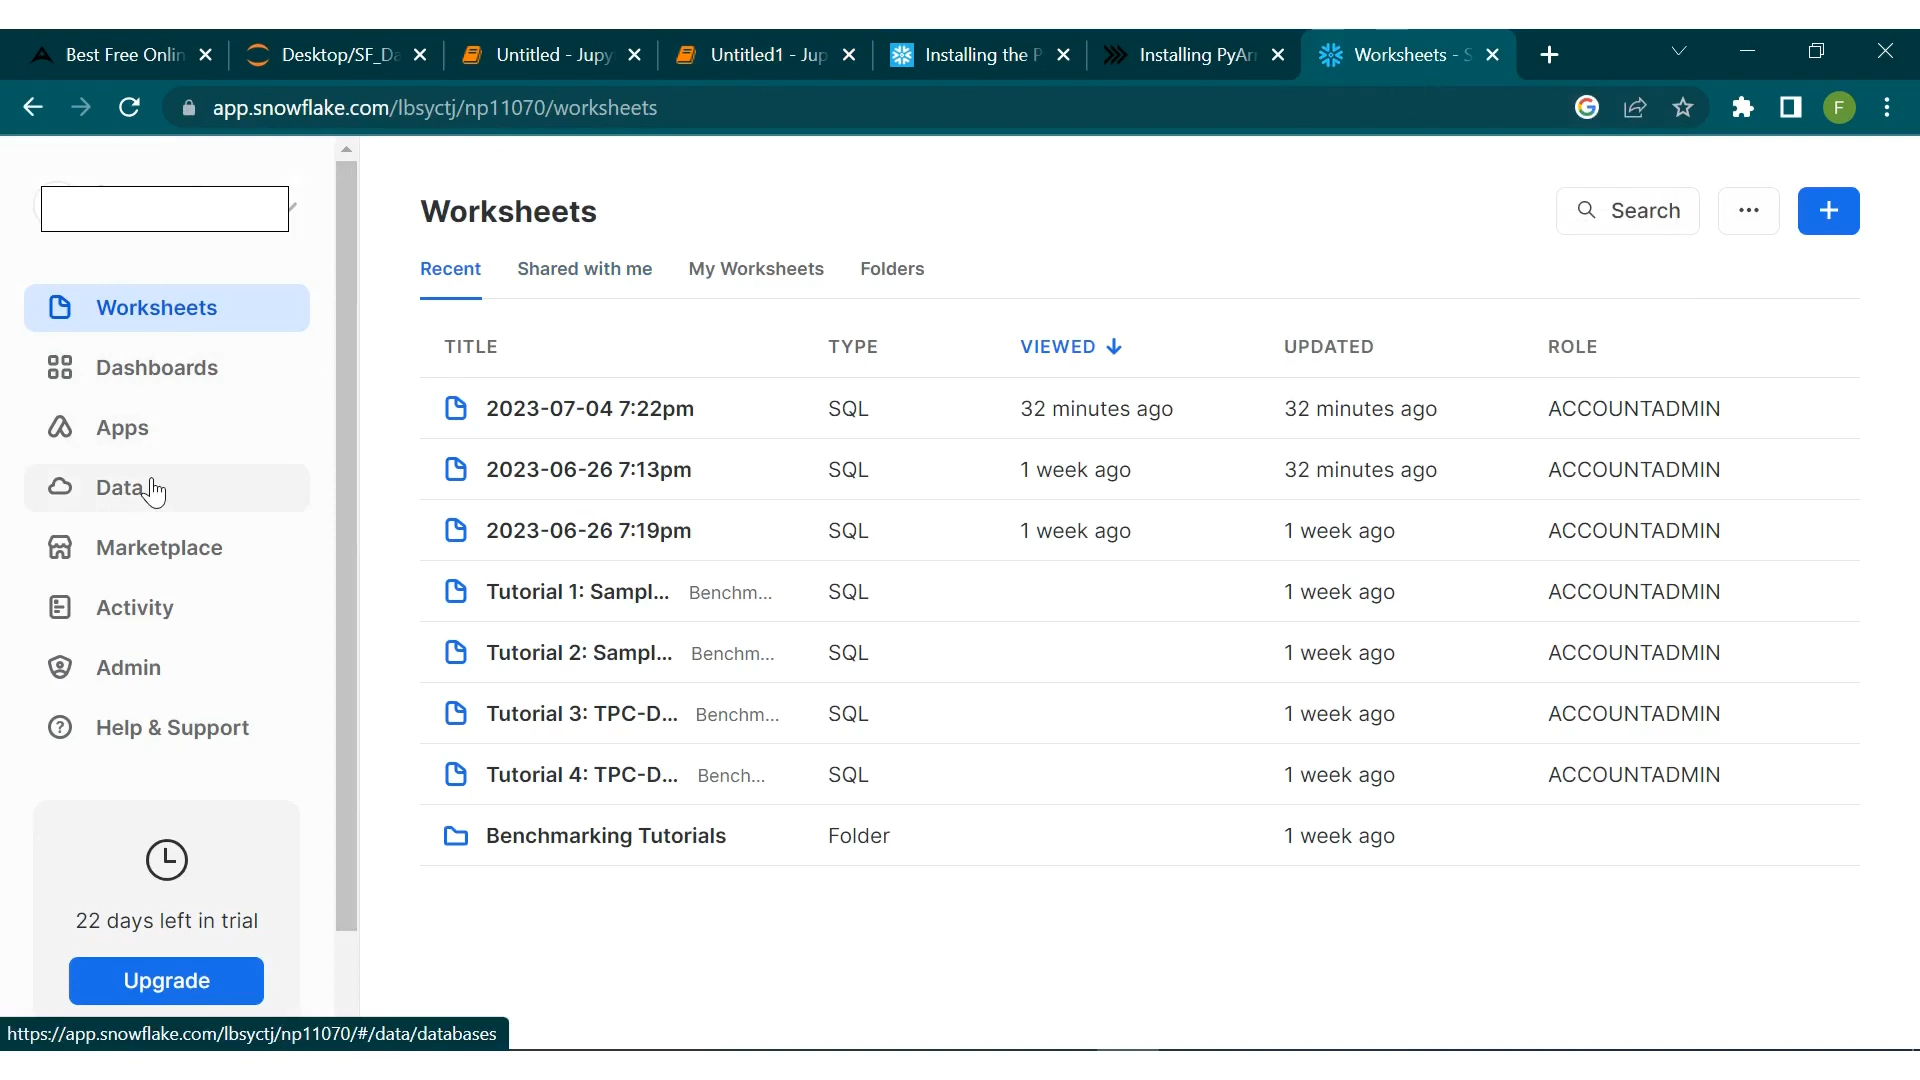 Best Free Onlin
Desktop/SF_Da
Untitled - Jupy
Untitled1 - Jup
Installing the P
Installing PyArr
Worksheets - S
app.snowflake.com/lbsyctj/np11070/worksheets
F
Worksheets
Dashboards
Apps
Data
Marketplace
Activity
Admin
Help & Support
22 days left in trial
Upgrade
https://app.snowflake.com/lbsyctj/np11070/#/data/databases
Worksheets
Search
Recent Shared with me My Worksheets Folders
TITLE TYPE VIEWED UPDATED ROLE
2023-07-04 7:22pm SQL 32 minutes ago 32 minutes ago ACCOUNTADMIN
2023-06-26 7:13pm SQL 1 week ago 32 minutes ago ACCOUNTADMIN
2023-06-26 7:19pm SQL 1 week ago 1 week ago ACCOUNTADMIN
Tutorial 1: Sampl... Benchm... SQL 1 week ago ACCOUNTADMIN
Tutorial 2: Sampl... Benchm... SQL 1 week ago ACCOUNTADMIN
Tutorial 3: TPC-D... Benchm... SQL 1 week ago ACCOUNTADMIN
Tutorial 4: TPC-D... Bench... SQL 1 week ago ACCOUNTADMIN
Benchmarking Tutorials Folder 1 week ago